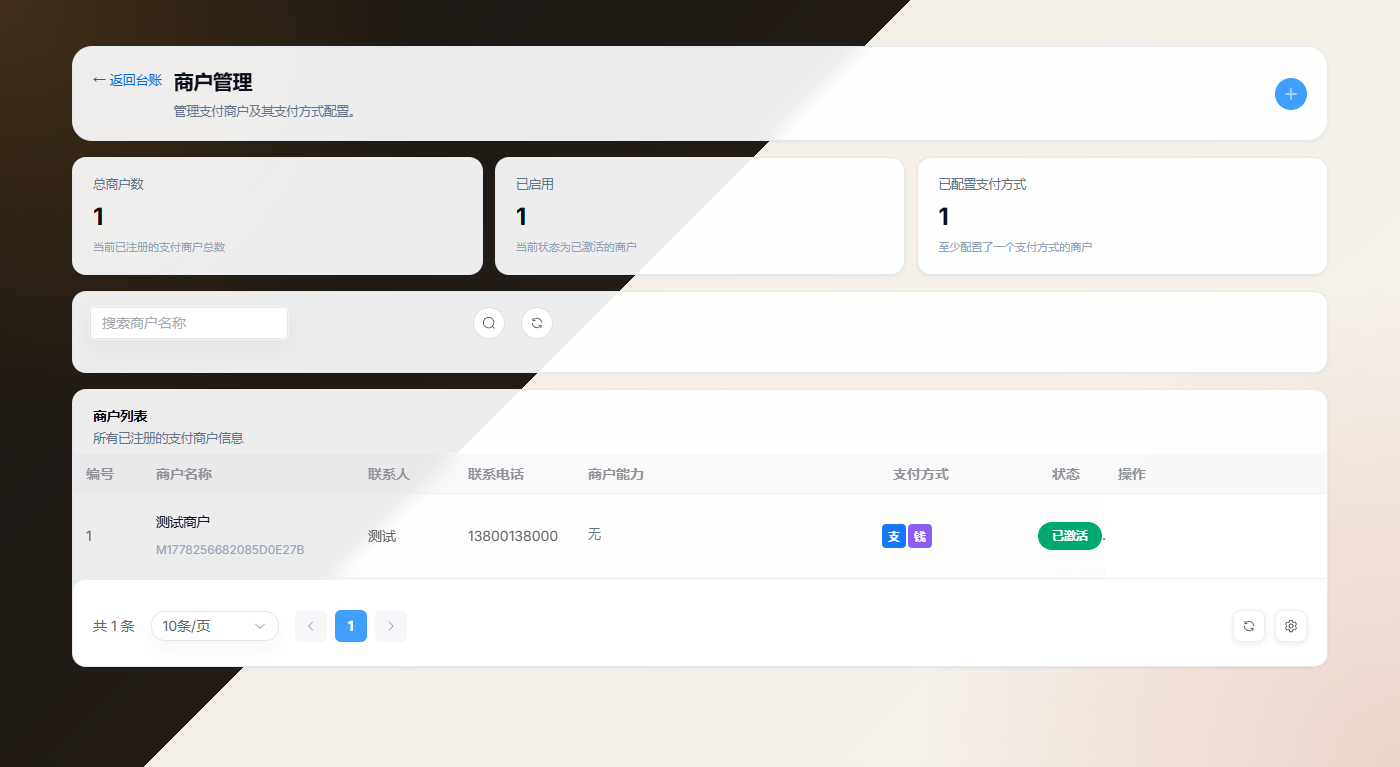 ← 返回台账 商户管理
管理支付商户及其支付方式配置。
总商户数
1
当前已注册的支付商户总数
已启用
1
当前状态为已激活的商户
已配置支付方式
1
至少配置了一个支付方式的商户
搜索商户名称
商户列表
所有已注册的支付商户信息
编号 商户名称 联系人 联系电话 商户能力 支付方式 状态 操作
1 测试商户 测试 13800138000 无 支 钱 已激活
M1778256682085D0E27B
共 1 条 10条/页 1